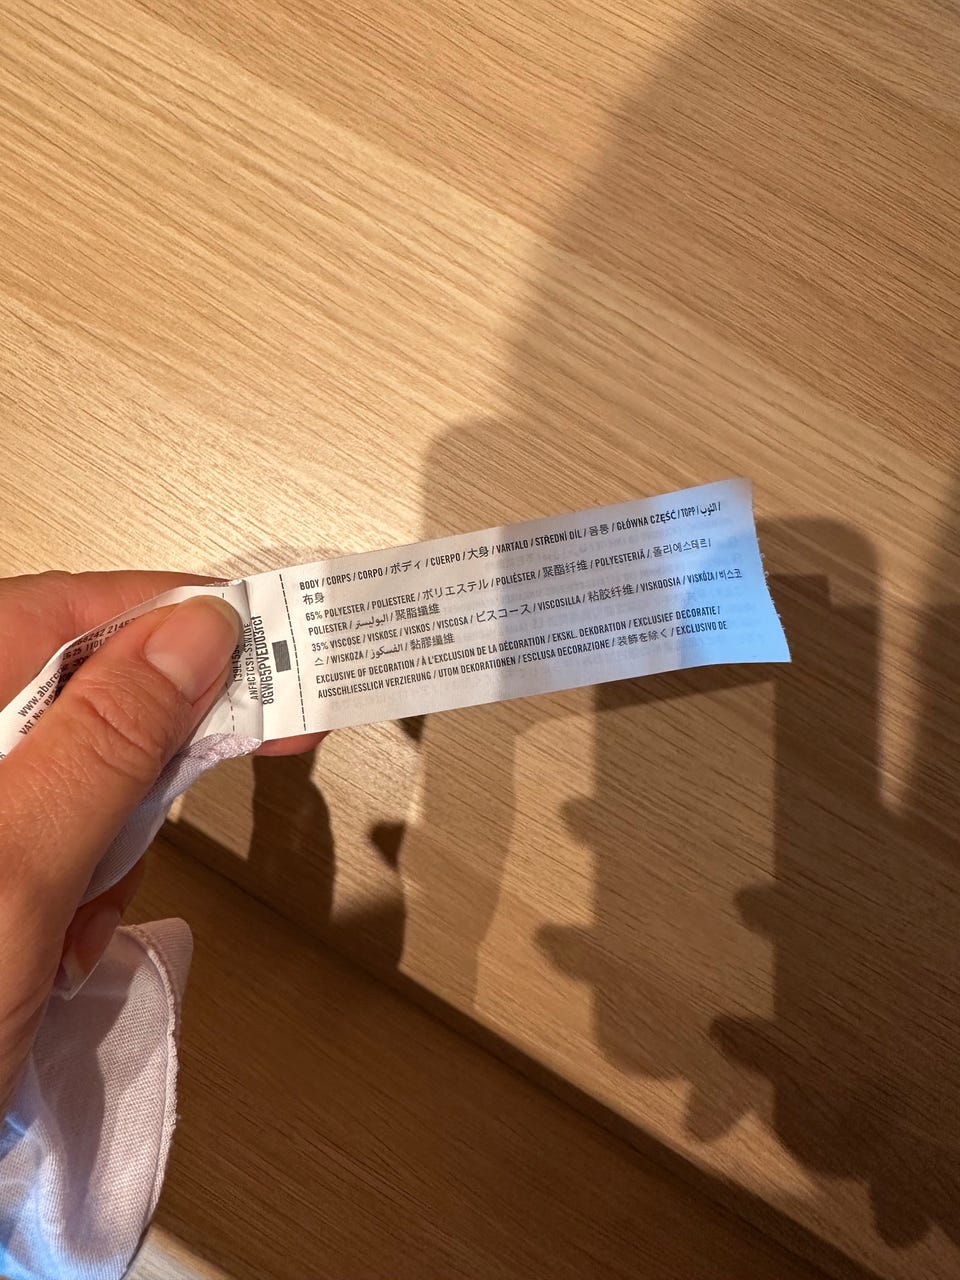 BODY / CORPS / CORPO / ボディ / CUERPO / 大身 / VARTALO / STŘEDNÍ DÍL / 몸통 / GŁÓWNA CZĘŚĆ / TOPP / الثوب /
布身
65% POLYESTER / POLIESTERE / ポリエステル / POLIÉSTER / 聚酯纤维 / POLYESTERIÄ / 폴리에스테르 /
POLIESTER / البوليستر / 聚脂纖維
35% VISCOSE / VISKOSE / VISKOS / VISCOSA / ビスコース / VISCOSILLA / 粘胶纤维 / VISKOOSIA / VISKÓZA / 비스코
스 / WISKOZA / الفسكوز / 黏膠纖維
EXCLUSIVE OF DECORATION / À L'EXCLUSION DE LA DÉCORATION / EKSKL. DEKORATION / EXCLUSIEF DECORATIE /
AUSSCHLIESSLICH VERZIERUNG / UTOM DEKORATIONEN / ESCLUSA DECORAZIONE / 装飾を除く / EXCLUSIVO DE
VAT No.